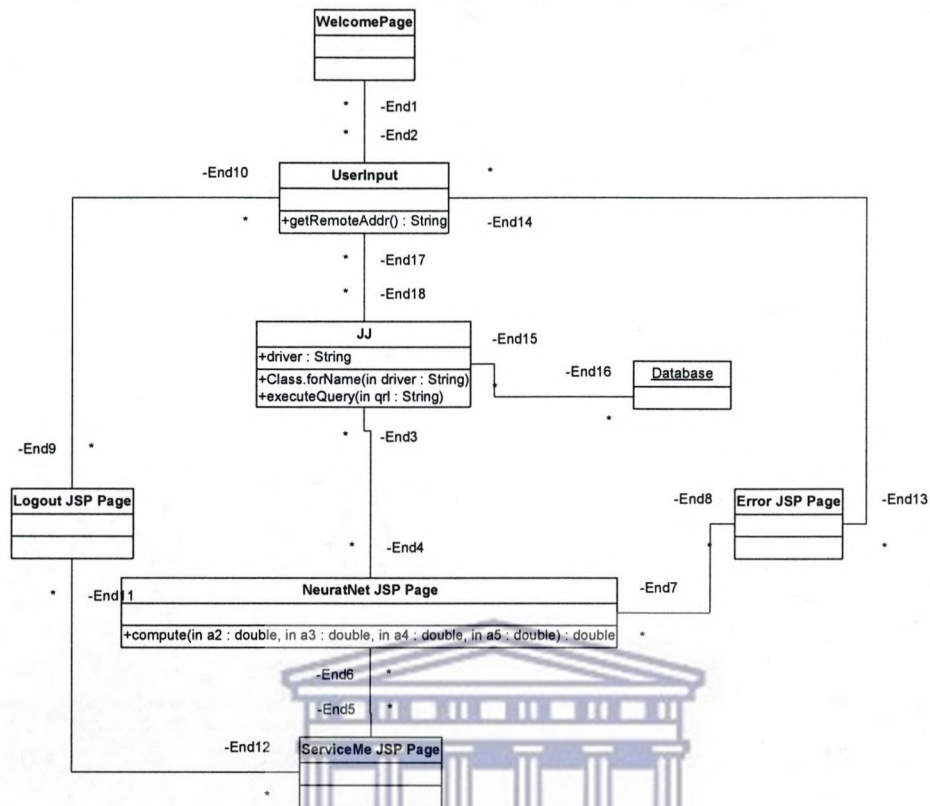 WelcomePage
* -End1
* -End2
-End10
UserInput
*
+getRemoteAddr() : String
*
-End14
* -End17
* -End18
JJ
-End15
+driver : String
+Class.forName(in driver : String)
+executeQuery(in qrl : String)
*
-End16
Database
*
* -End3
-End9 *
Logout JSP Page
-End8
Error JSP Page
-End13
* -End4
*
*
* -End11
NeuratNet JSP Page
-End7
+compute(in a2 : double, in a3 : double, in a4 : double, in a5 : double) : double
*
-End6 *
-End5 *
-End12
ServiceMe JSP Page
*